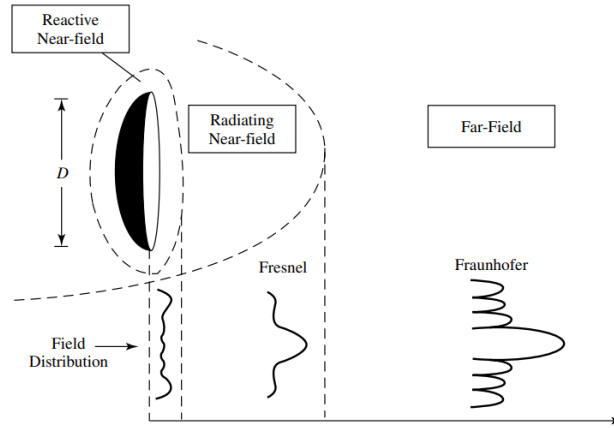 Reactive
Near-field
Radiating
Near-field
Far-Field
D
Fresnel
Fraunhofer
Field
Distribution